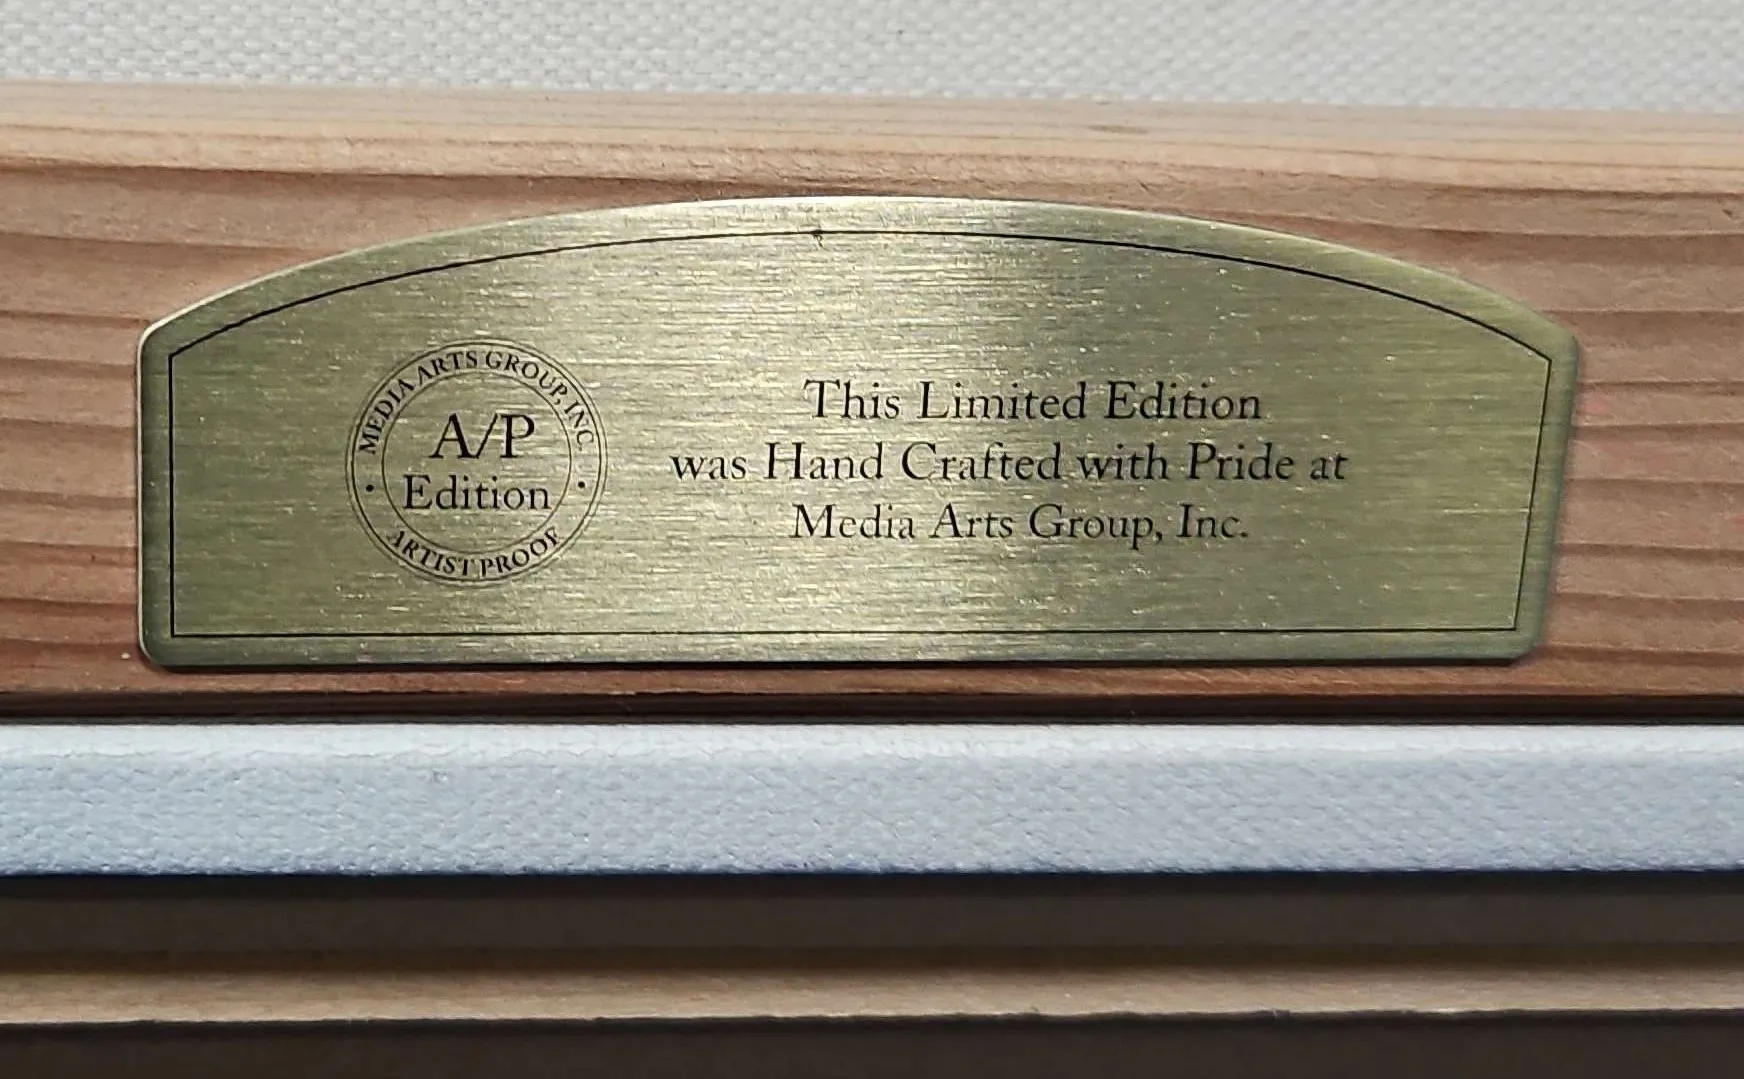 MEDIA ARTS GROUP, INC.
A/P
Edition
ARTIST PROOF
This Limited Edition
was Hand Crafted with Pride at
Media Arts Group, Inc.